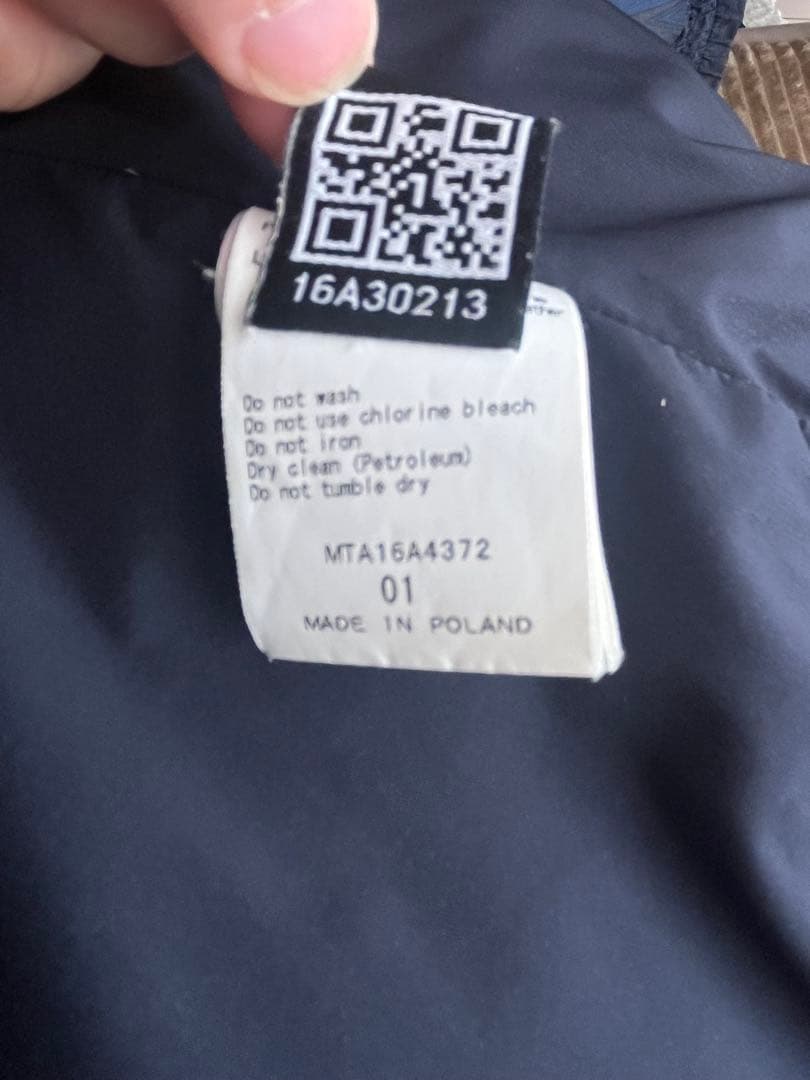 16A30213
Do not wash
Do not use chlorine bleach
Do not iron
Dry clean (Petroleum)
Do not tumble dry
MTA16A4372
01
MADE IN POLAND